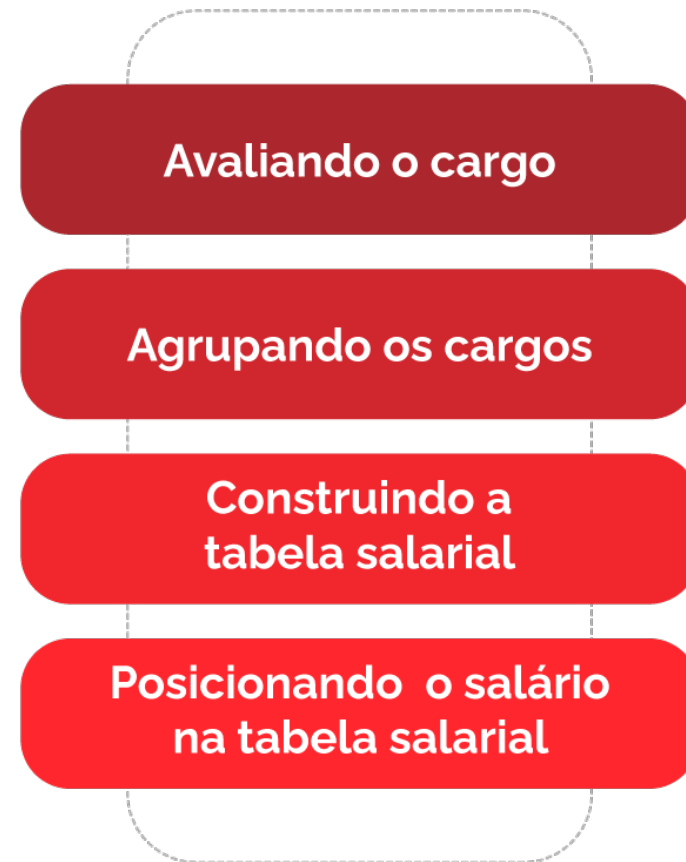 Avaliando o cargo
Agrupando os cargos
Construindo a
tabela salarial
Posicionando  o salário
na tabela salarial